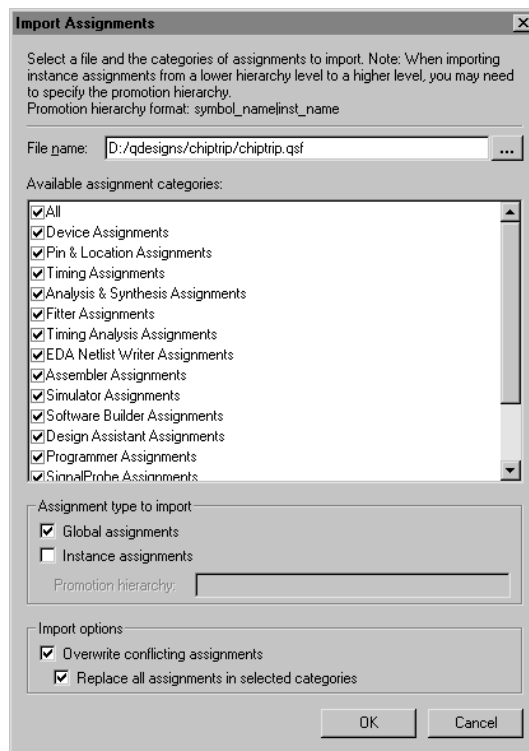 Import Assignments
Select a file and the categories of assignments to import. Note: When importing
instance assignments from a lower hierarchy level to a higher level, you may need
to specify the promotion hierarchy.
Promotion hierarchy format: symbol_name|inst_name
File name: D:/qdesigns/chiptrip/chiptrip.qsf ...
Available assignment categories:
All
Device Assignments
Pin & Location Assignments
Timing Assignments
Analysis & Synthesis Assignments
Fitter Assignments
Timing Analysis Assignments
EDA Netlist Writer Assignments
Assembler Assignments
Simulator Assignments
Software Builder Assignments
Design Assistant Assignments
Programmer Assignments
SignalProbe Assignments
Assignment type to import
Global assignments
Instance assignments
Promotion hierarchy:
Import options
Overwrite conflicting assignments
Replace all assignments in selected categories
OK Cancel